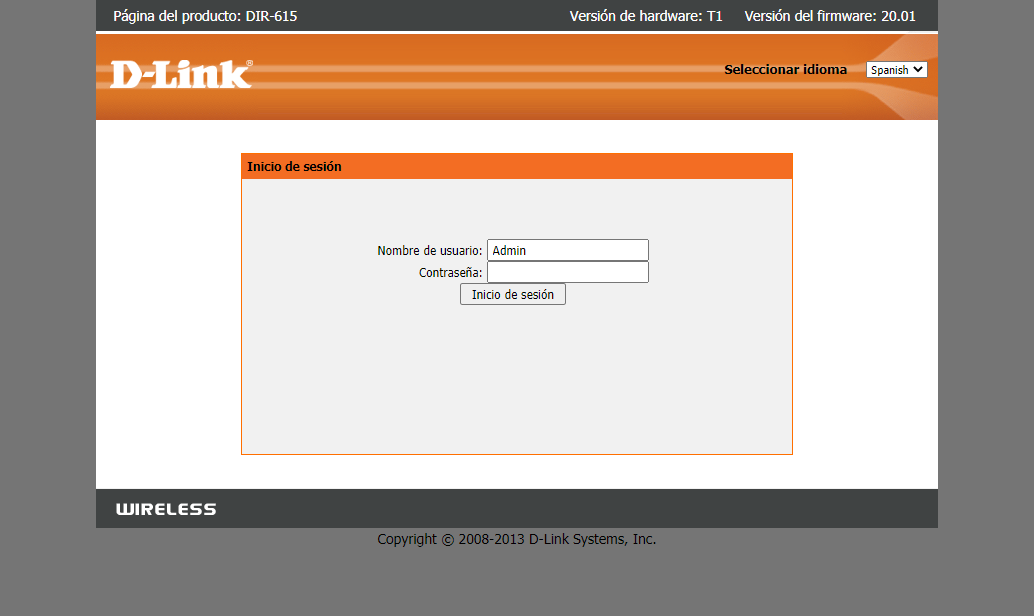 Página del producto: DIR-615 Versión de hardware: T1 Versión del firmware: 20.01
D-Link® Seleccionar idioma Spanish
Inicio de sesión
Nombre de usuario: Admin
Contraseña:
Inicio de sesión
WIRELESS
Copyright © 2008-2013 D-Link Systems, Inc.